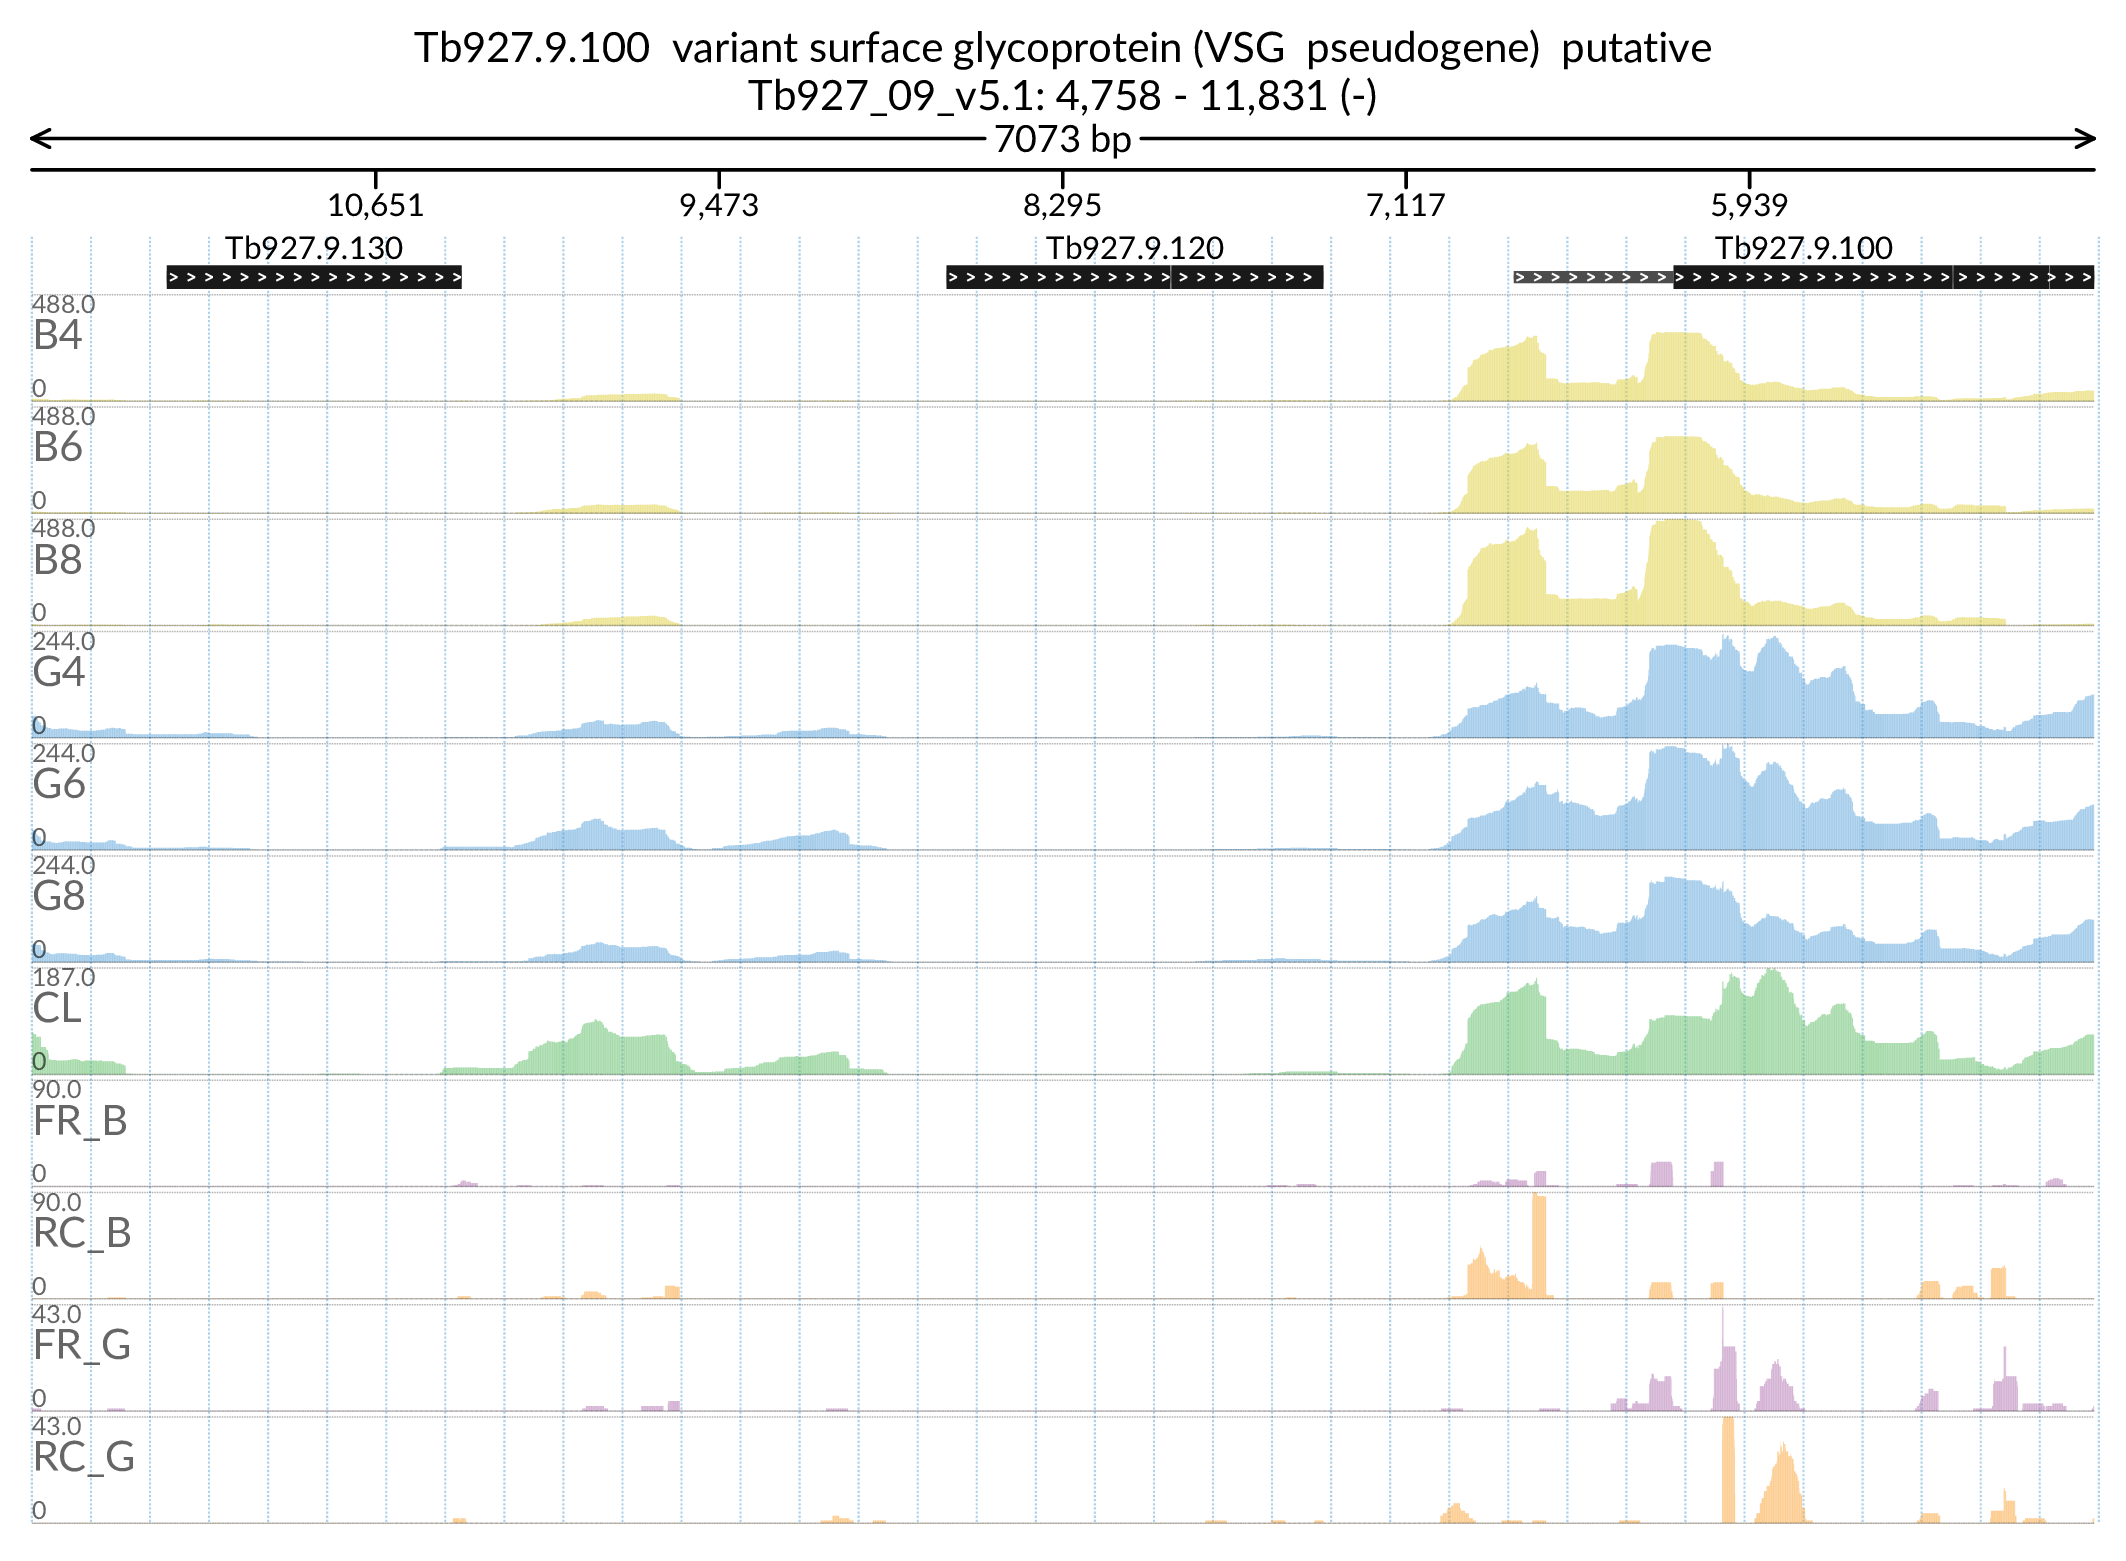 Tb927.9.100  variant surface glycoprotein (VSG  pseudogene)  putative
Tb927_09_v5.1: 4,758 - 11,831 (-)
7073 bp
10,651 9,473 8,295 7,117 5,939
Tb927.9.130 Tb927.9.120 Tb927.9.100
488.0
B4
0
488.0
B6
0
488.0
B8
0
244.0
G4
0
244.0
G6
0
244.0
G8
0
187.0
CL
0
90.0
FR_B
0
90.0
RC_B
0
43.0
FR_G
0
43.0
RC_G
0